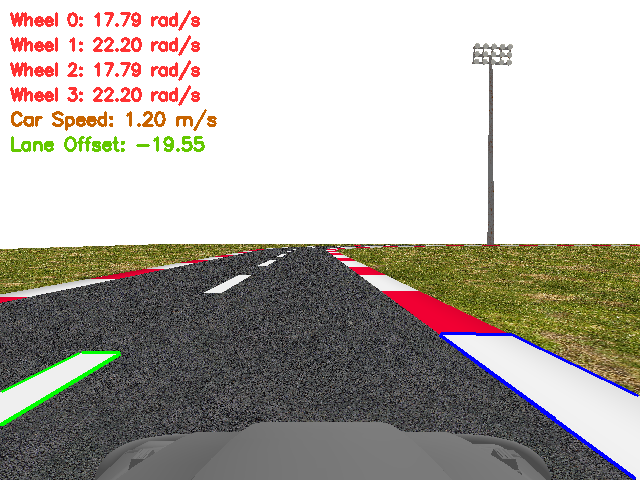 Wheel 0: 17.79 rad/s
Wheel 1: 22.20 rad/s
Wheel 2: 17.79 rad/s
Wheel 3: 22.20 rad/s
Car Speed: 1.20 m/s
Lane Offset: -19.55